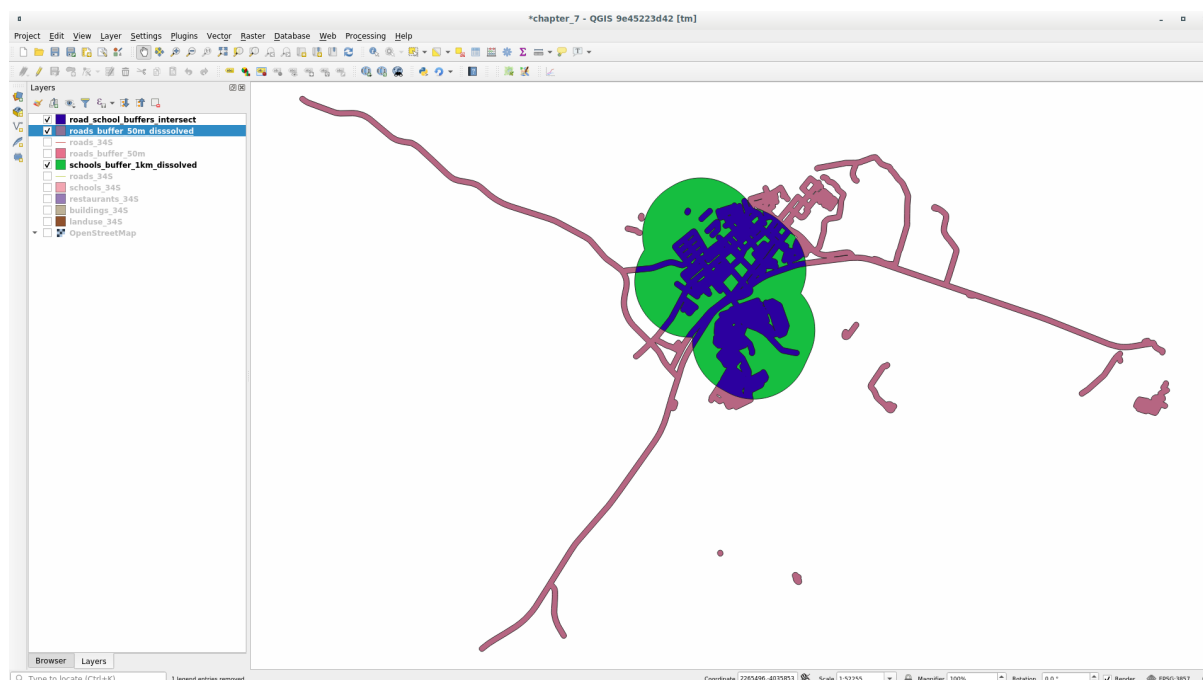 *chapter_7 - QGIS 9e45223d42 [tm]
Project Edit View Layer Settings Plugins Vector Raster Database Web Processing Help
Layers
road_school_buffers_intersect
roads_buffer_50m_disssolved
roads_345
roads_buffer_50m
schools_buffer_1km_dissolved
roads_345
schools_345
restaurants_345
buildings_345
landuse_345
OpenStreetMap
Browser Layers
Type to locate (Ctrl+K) 1 legend entries removed Coordinate 2265496,-4035853 Scale 1:52255 Magnifier 100% Rotation 0.0 ° Render EPSG:3857